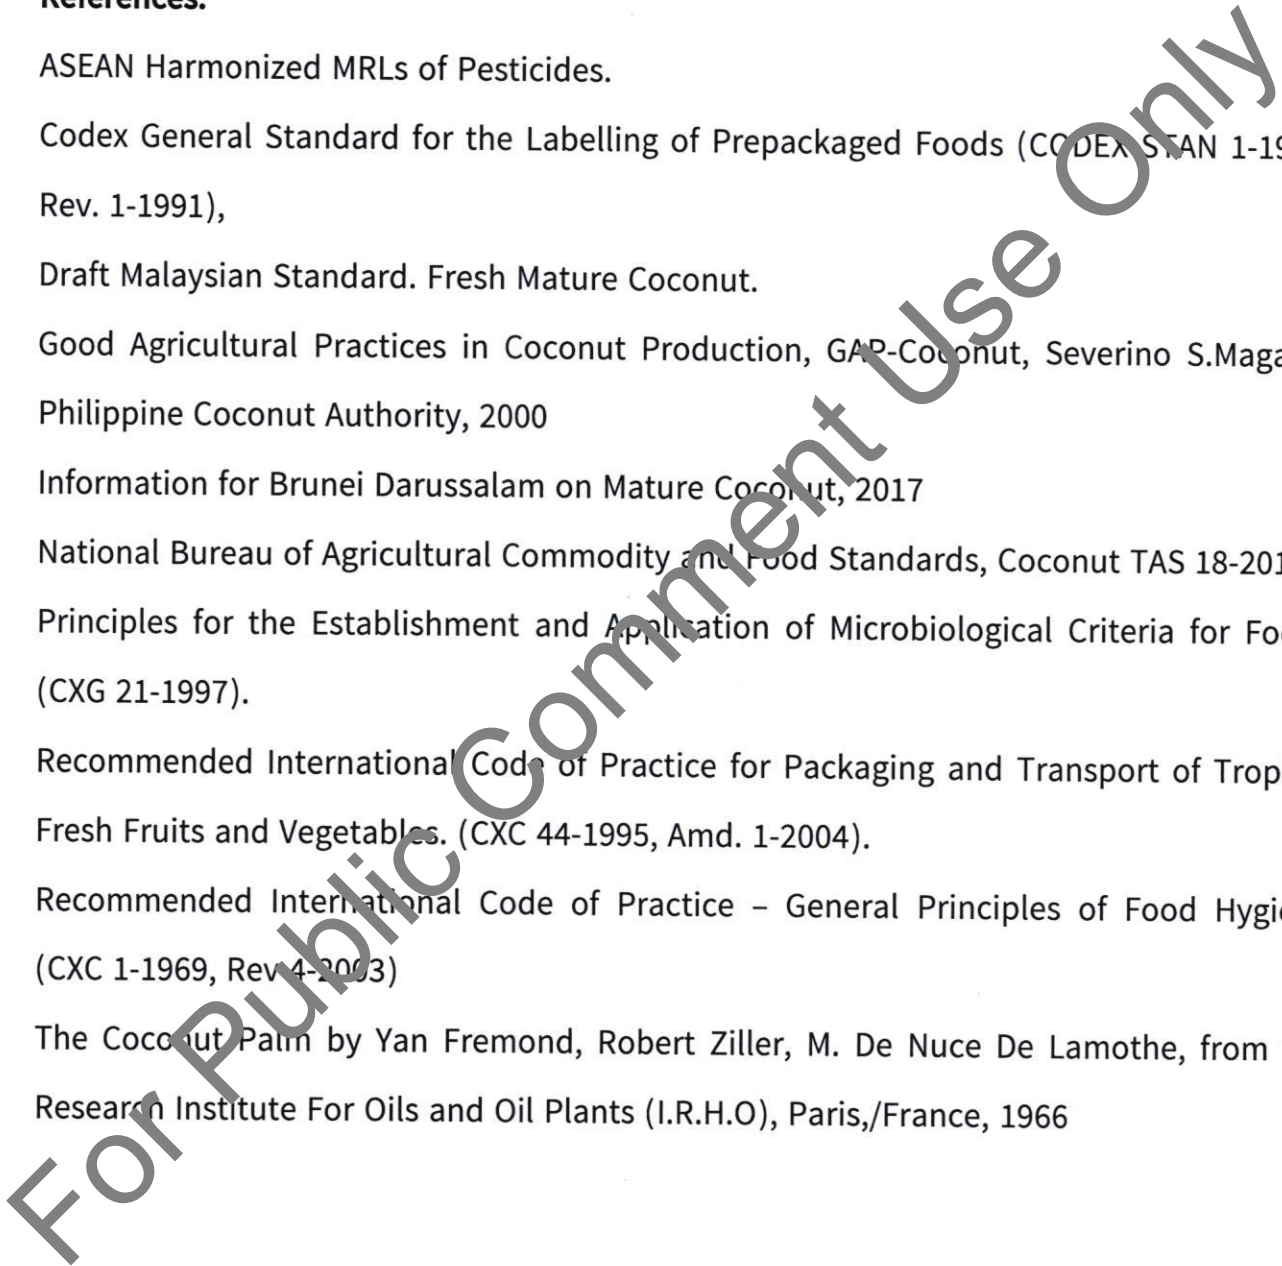 References:
ASEAN Harmonized MRLs of Pesticides.
Codex General Standard for the Labelling of Prepackaged Foods (CODEX STAN 1-19
Rev. 1-1991),
Draft Malaysian Standard. Fresh Mature Coconut.
Good Agricultural Practices in Coconut Production, GAP-Coconut, Severino S.Maga
Philippine Coconut Authority, 2000
Information for Brunei Darussalam on Mature Coconut, 2017
National Bureau of Agricultural Commodity and Food Standards, Coconut TAS 18-201
Principles for the Establishment and Application of Microbiological Criteria for Foo
(CXG 21-1997).
Recommended International Code of Practice for Packaging and Transport of Trop
Fresh Fruits and Vegetables. (CXC 44-1995, Amd. 1-2004).
Recommended International Code of Practice – General Principles of Food Hygie
(CXC 1-1969, Rev 4-2003)
The Coconut Palm by Yan Fremond, Robert Ziller, M. De Nuce De Lamothe, from
Research Institute For Oils and Oil Plants (I.R.H.O), Paris,/France, 1966
For Public Comment Use Only